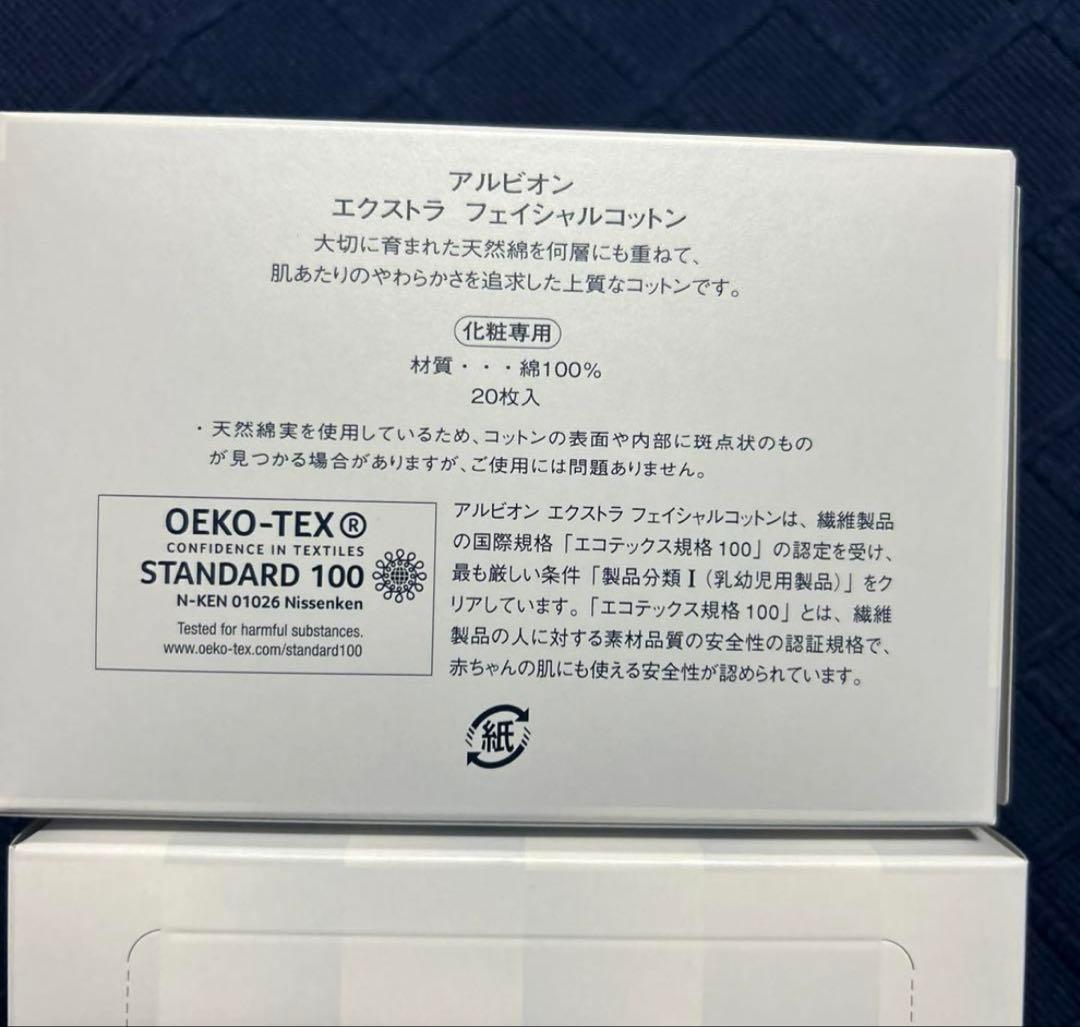 アルビオン
エクストラ フェイシャルコットン
大切に育まれた天然綿を何層にも重ねて、
肌あたりのやわらかさを追求した上質なコットンです。
化粧専用
材質・・・綿100%
20枚入
・天然綿実を使用しているため、コットンの表面や内部に斑点状のもの
が見つかる場合がありますが、ご使用には問題ありません。
OEKO-TEX®
CONFIDENCE IN TEXTILES
STANDARD 100
N-KEN 01026 Nissenken
Tested for harmful substances.
www.oeko-tex.com/standard100
アルビオン エクストラ フェイシャルコットンは、繊維製品
の国際規格「エコテックス規格100」の認定を受け、
最も厳しい条件「製品分類Ⅰ(乳幼児用製品)」をク
リアしています。「エコテックス規格100」とは、繊維
製品の人に対する素材品質の安全性の認証規格で、
赤ちゃんの肌にも使える安全性が認められています。
紙